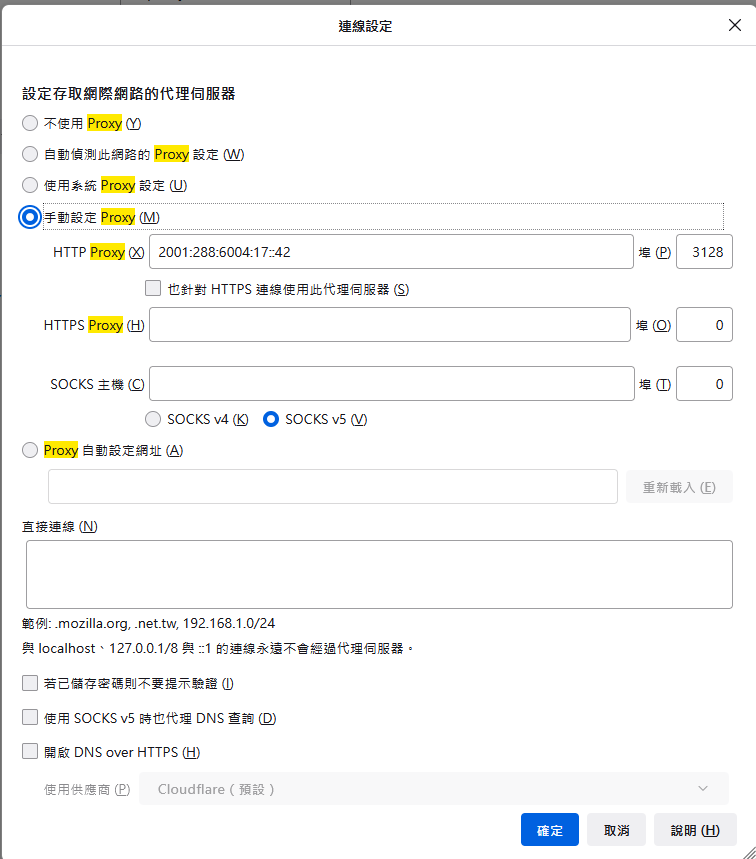 連線設定
設定存取網際網路的代理伺服器
不使用 Proxy (Y)
自動偵測此網路的 Proxy 設定 (W)
使用系統 Proxy 設定 (U)
手動設定 Proxy (M)
HTTP Proxy (X) 2001:288:6004:17::42 埠 (P) 3128
也針對 HTTPS 連線使用此代理伺服器 (S)
HTTPS Proxy (H) 埠 (O) 0
SOCKS 主機 (C) 埠 (T) 0
SOCKS v4 (K) SOCKS v5 (V)
Proxy 自動設定網址 (A)
重新載入 (E)
直接連線 (N)
範例: .mozilla.org, .net.tw, 192.168.1.0/24
與 localhost、127.0.0.1/8 與 ::1 的連線永遠不會經過代理伺服器。
若已儲存密碼則不要提示驗證 (I)
使用 SOCKS v5 時也代理 DNS 查詢 (D)
開啟 DNS over HTTPS (H)
使用供應商 (P) Cloudflare（預設）
確定 取消 說明 (H)